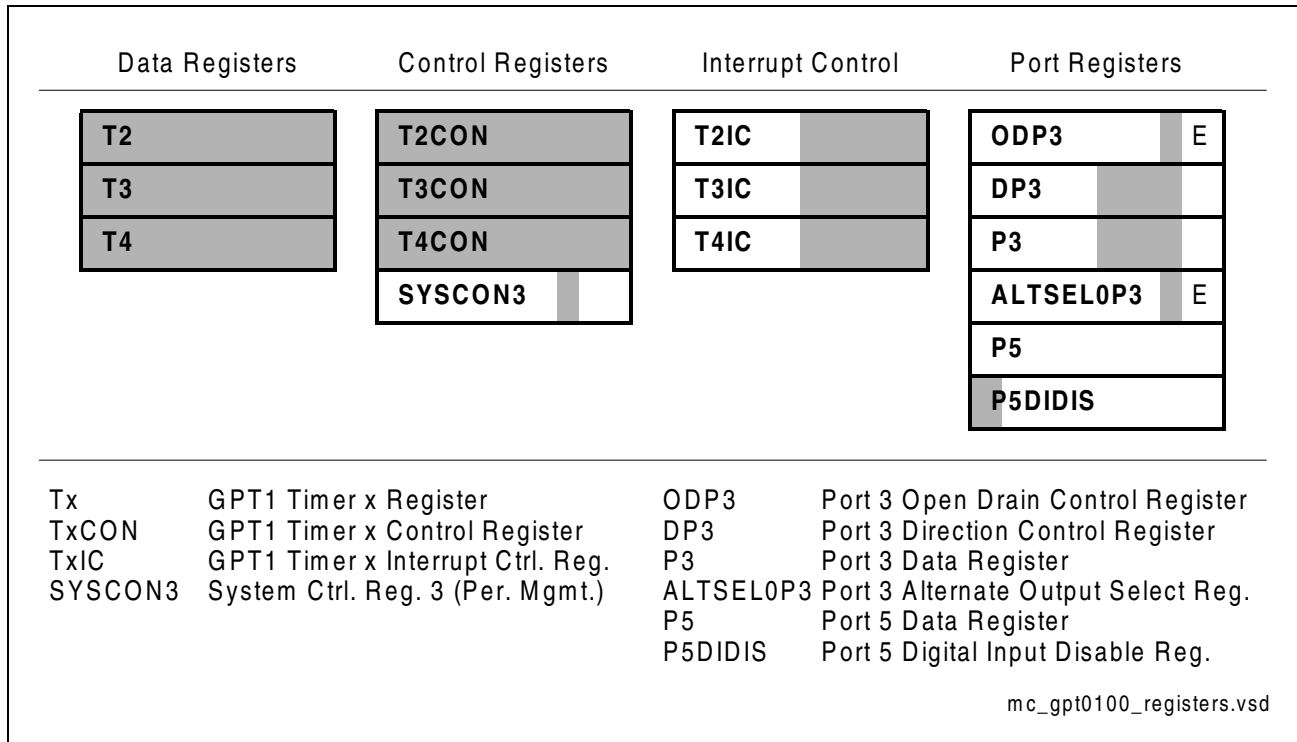 Data Registers Control Registers Interrupt Control Port Registers
T2 T2CON T2IC ODP3 E
T3 T3CON T3IC DP3
T4 T4CON T4IC P3
SYSCON3 ALTSEL0P3 E
P5
P5DIDIS
Tx GPT1 Timer x Register ODP3 Port 3 Open Drain Control Register
TxCON GPT1 Timer x Control Register DP3 Port 3 Direction Control Register
TxIC GPT1 Timer x Interrupt Ctrl. Reg. P3 Port 3 Data Register
SYSCON3 System Ctrl. Reg. 3 (Per. Mgmt.) ALTSEL0P3 Port 3 Alternate Output Select Reg.
P5 Port 5 Data Register
P5DIDIS Port 5 Digital Input Disable Reg.
mc_gpt0100_registers.vsd